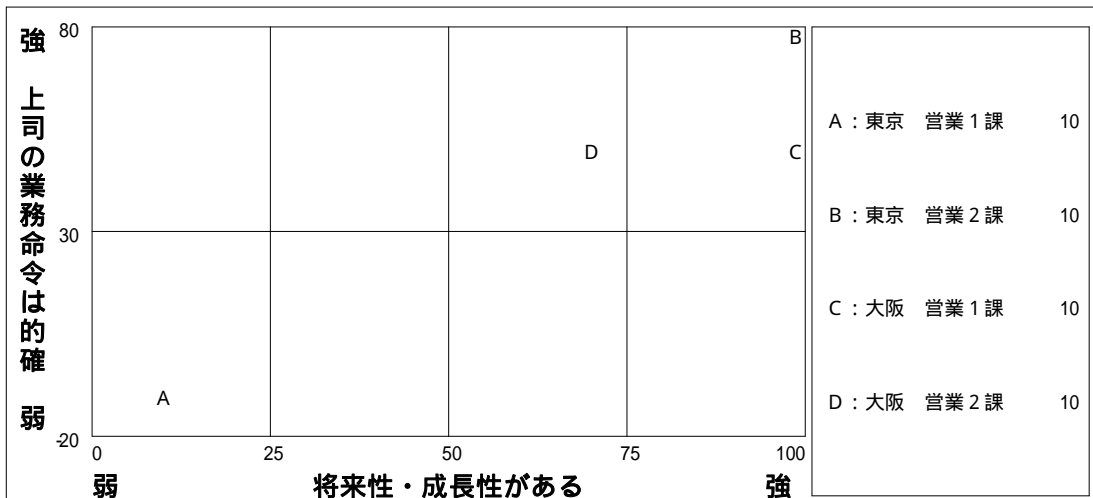 強 上司の業務命令は的確 弱
80
30
-20
B
D
C
A
0 25 50 75 100
弱 将来性・成長性がある 強
A：東京 営業1課 10
B：東京 営業2課 10
C：大阪 営業1課 10
D：大阪 営業2課 10